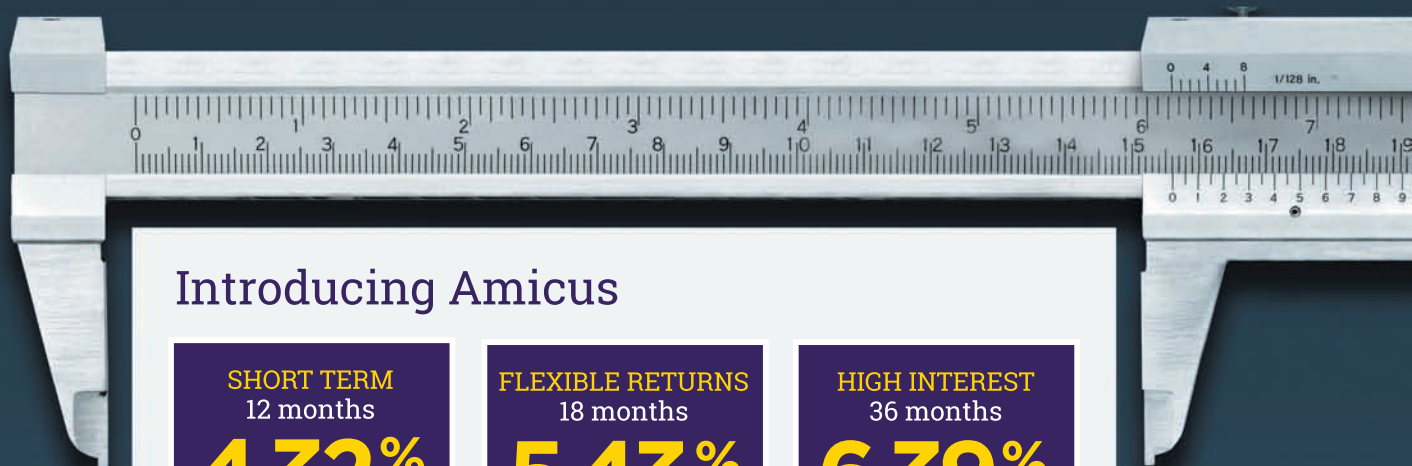 0 4 8
1/128 in.
0 1 2 3 4 5 6 7
1 2 3 4 5 6 7 8 9 10 11 12 13 14 15 16 17 18 19
0 1 2 3 4 5 6 7 8 9
Introducing Amicus
SHORT TERM
12 months
FLEXIBLE RETURNS
18 months
HIGH INTEREST
36 months